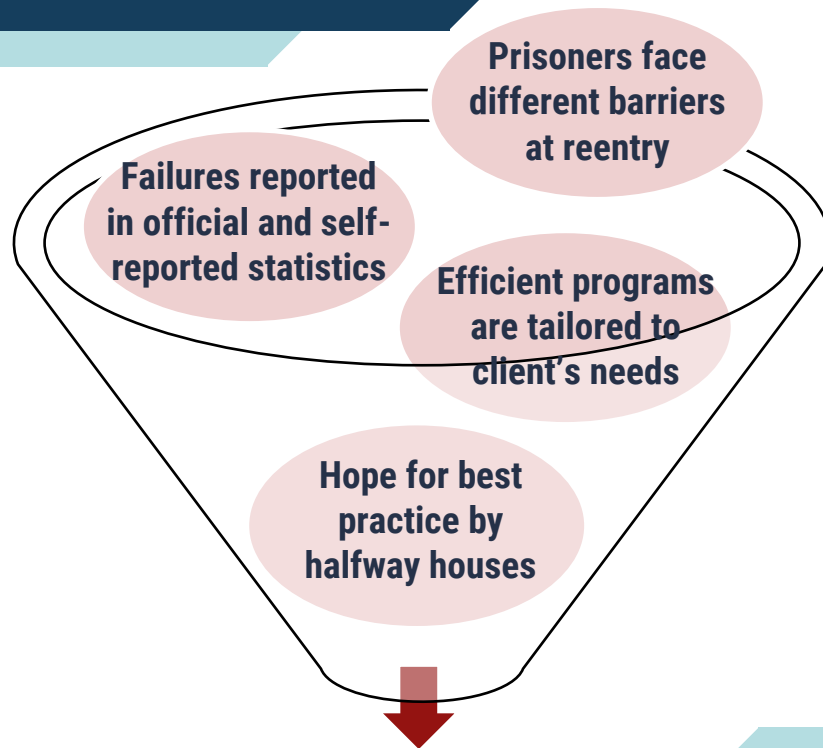 Prisoners face
different barriers
at reentry
Failures reported
in official and self-
reported statistics
Efficient programs
are tailored to
client’s needs
Hope for best
practice by
halfway houses